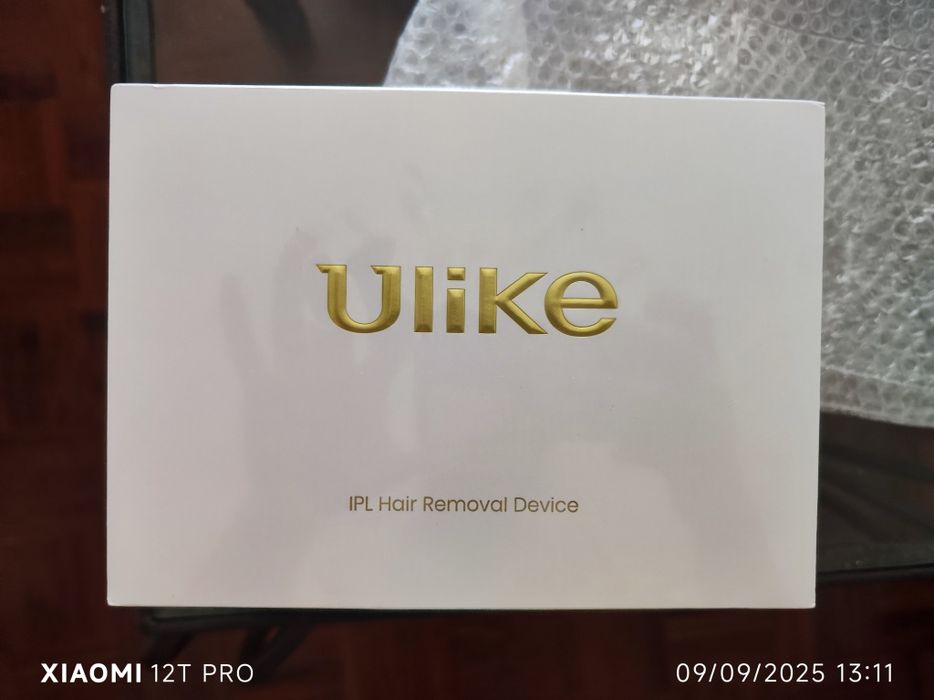 Ulike
IPL Hair Removal Device
XIAOMI 12T PRO
09/09/2025 13:11